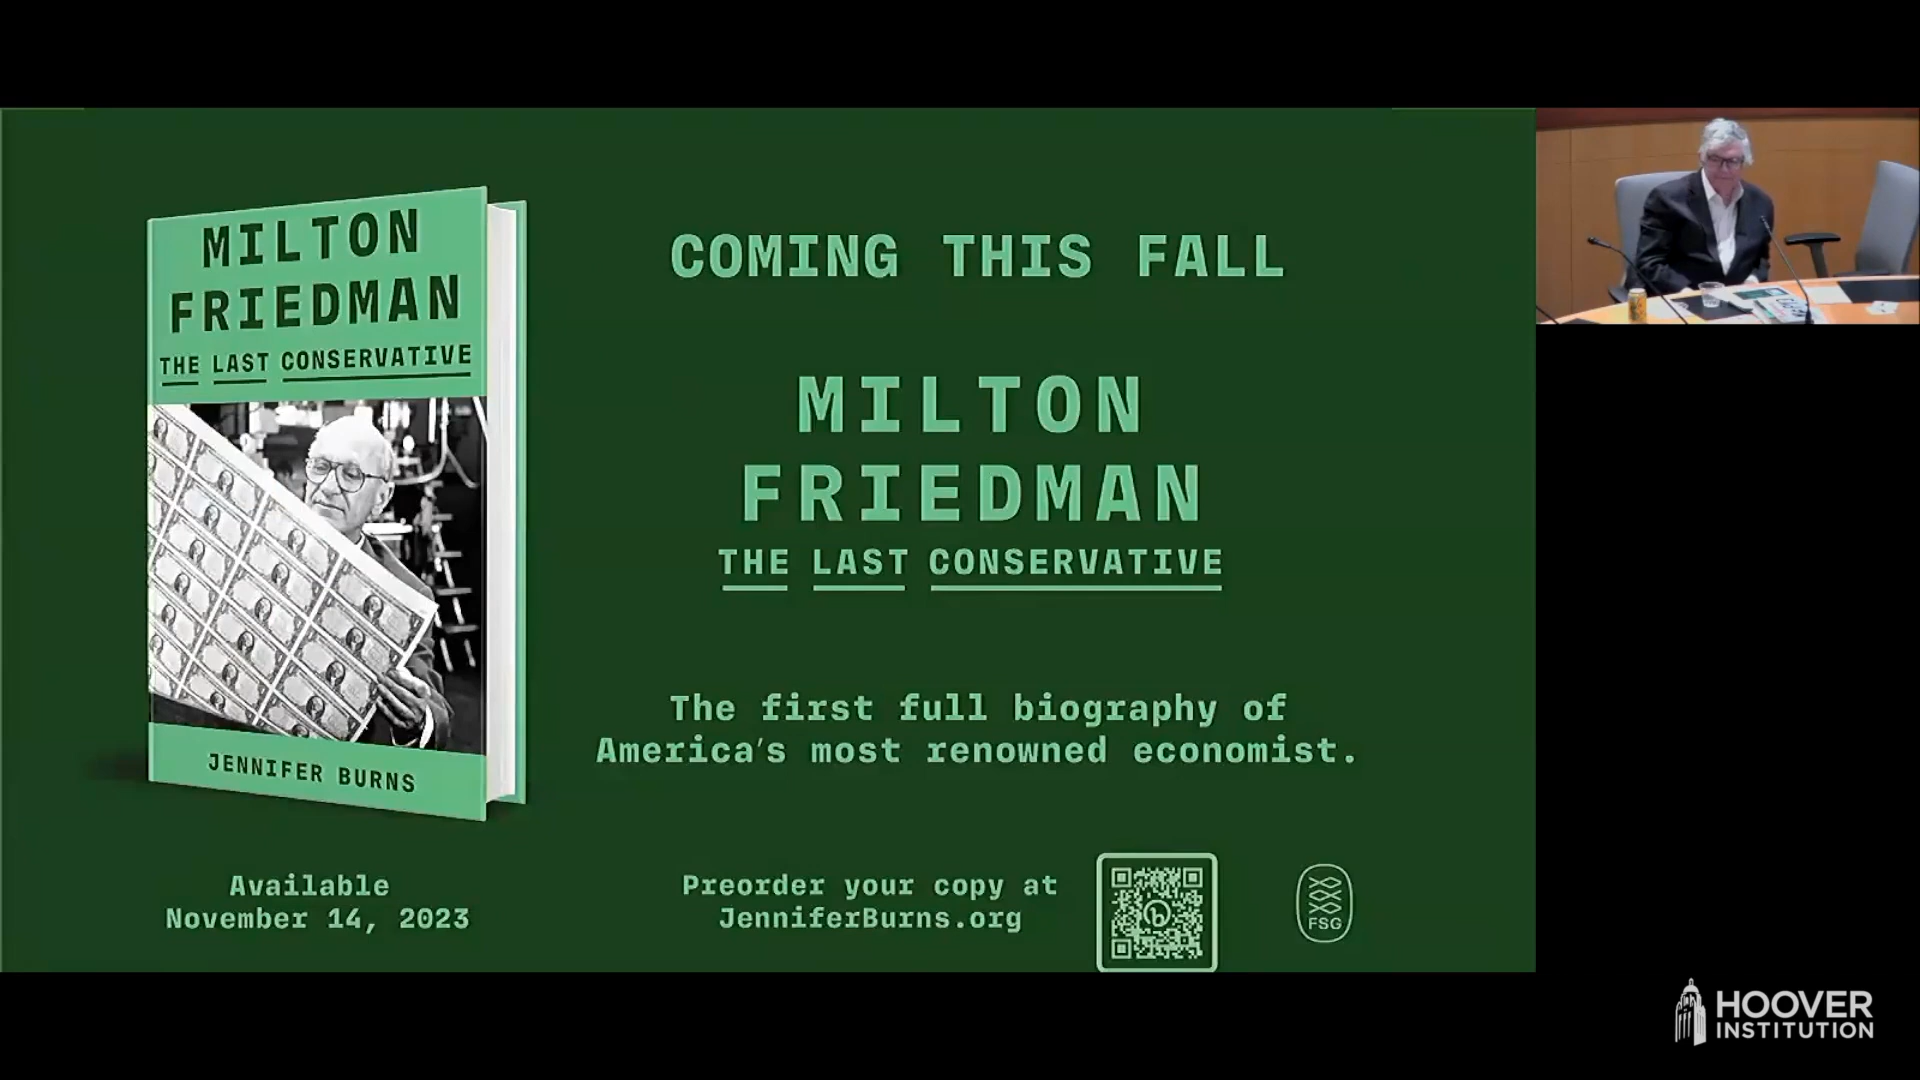 MILTON
FRIEDMAN
THE LAST CONSERVATIVE
JENNIFER BURNS
Available
November 14, 2023
COMING THIS FALL
MILTON
FRIEDMAN
THE LAST CONSERVATIVE
The first full biography of
America's most renowned economist.
Preorder your copy at
JenniferBurns.org
FSG
HOOVER
INSTITUTION